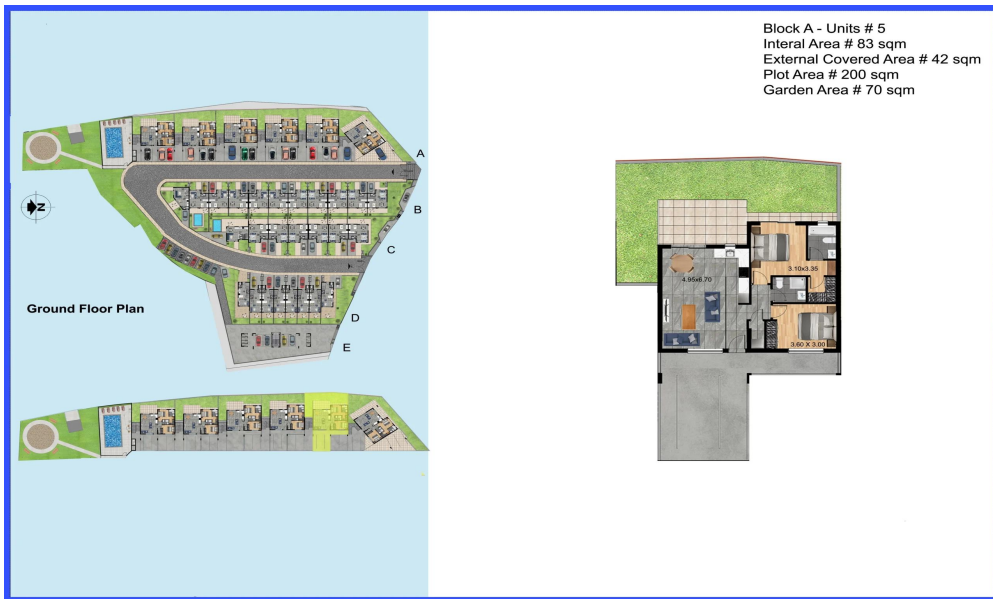 Block A - Units # 5
Interal Area # 83 sqm
External Covered Area # 42 sqm
Plot Area # 200 sqm
Garden Area # 70 sqm
A
B
N
C
D
E
Ground Floor Plan
3.10x3.35
4.95x6.70
3.60 X 3.00